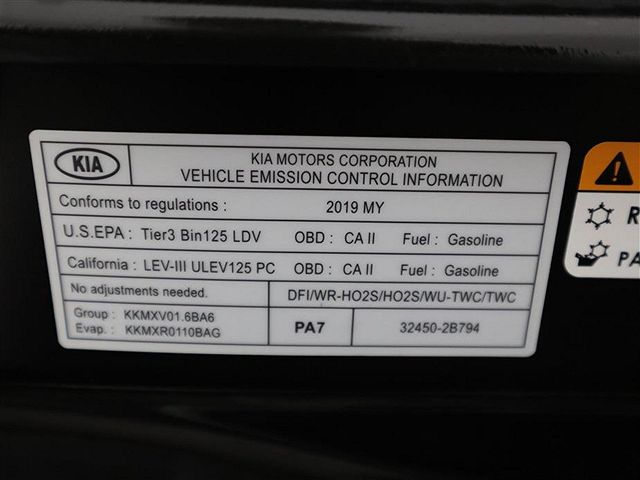 KIA
KIA MOTORS CORPORATION
VEHICLE EMISSION CONTROL INFORMATION
Conforms to regulations : 2019 MY
U.S.EPA : Tier3 Bin125 LDV OBD : CA II Fuel : Gasoline
California : LEV-III ULEV125 PC OBD : CA II Fuel : Gasoline
No adjustments needed. DFI/WR-HO2S/HO2S/WU-TWC/TWC
Group : KKMXV01.6BA6
Evap. : KKMXR0110BAG
PA7 32450-2B794
R
PA